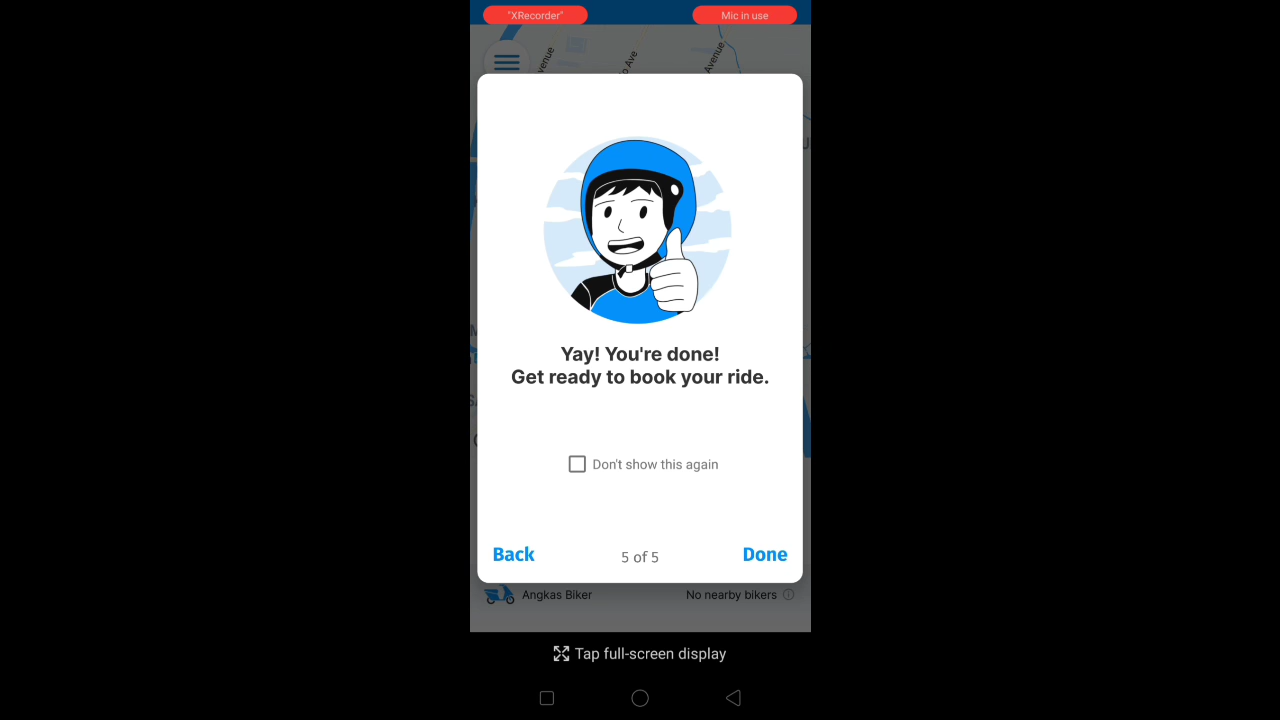 "XRecorder"
Mic in use
Avenue
Yay! You're done!
Get ready to book your ride.
Don't show this again
Back
5 of 5
Done
Angkas Biker
No nearby bikers
Tap full-screen display